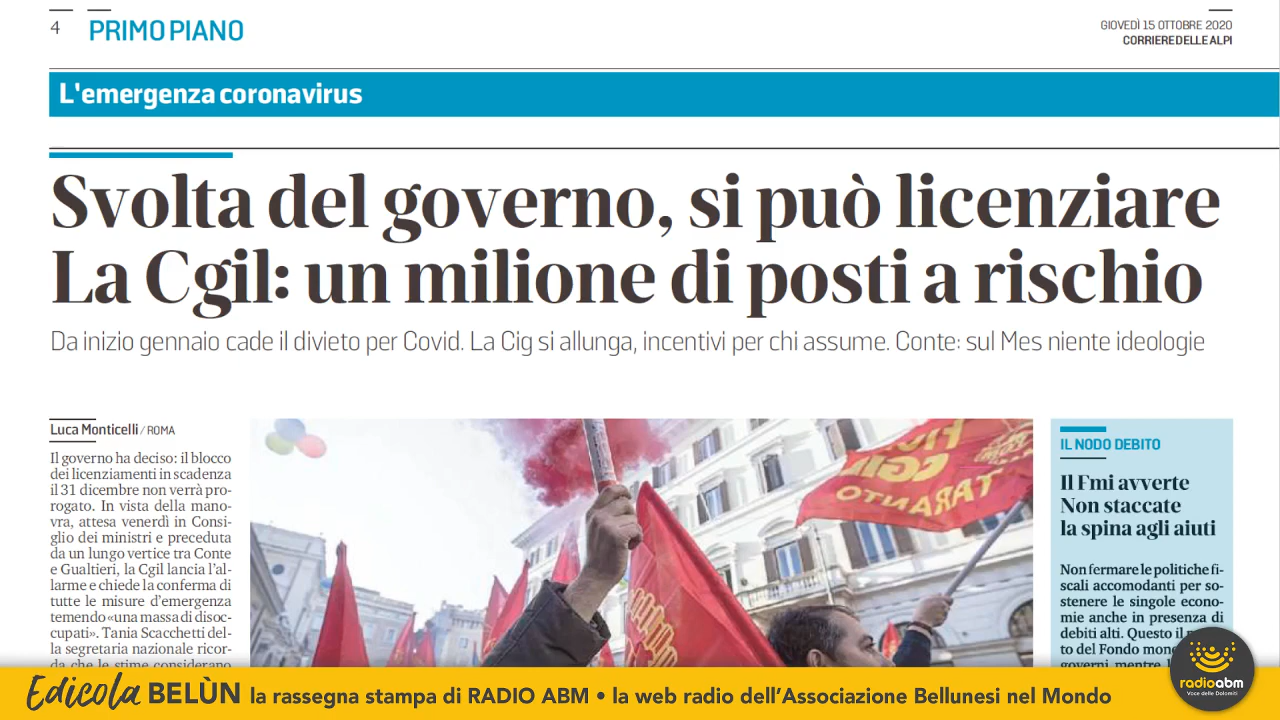 4
PRIMO PIANO
GIOVEDÌ 15 OTTOBRE 2020
CORRIERE DELLE ALPI
L'emergenza coronavirus
Svolta del governo, si può licenziare
La Cgil: un milione di posti a rischio
Da inizio gennaio cade il divieto per Covid. La Cig si allunga, incentivi per chi assume. Conte: sul Mes niente ideologie
Luca Monticelli / ROMA
Il governo ha deciso: il blocco
dei licenziamenti in scadenza
il 31 dicembre non verrà pro-
rogato. In vista della mano-
vra, attesa venerdì in Consi-
glio dei ministri e preceduta
da un lungo vertice tra Conte
e Gualtieri, la Cgil lancia l'al-
larme e chiede la conferma di
tutte le misure d'emergenza
temendo «una massa di disoc-
cupati». Tania Scacchetti del-
la segreteria nazionale ricor-
da che le stime considerano
CGIL
TARANTO
IL NODO DEBITO
Il Fmi avverte
Non staccate
la spina agli aiuti
Non fermare le politiche fi-
scali accomodanti per so-
stenere le singole econo-
mie anche in presenza di
debiti alti. Questo il
to del Fondo mone
governi mentre
Edicola BELÙN la rassegna stampa di RADIO ABM • la web radio dell'Associazione Bellunesi nel Mondo
radioabm
Voce delle Dolomiti